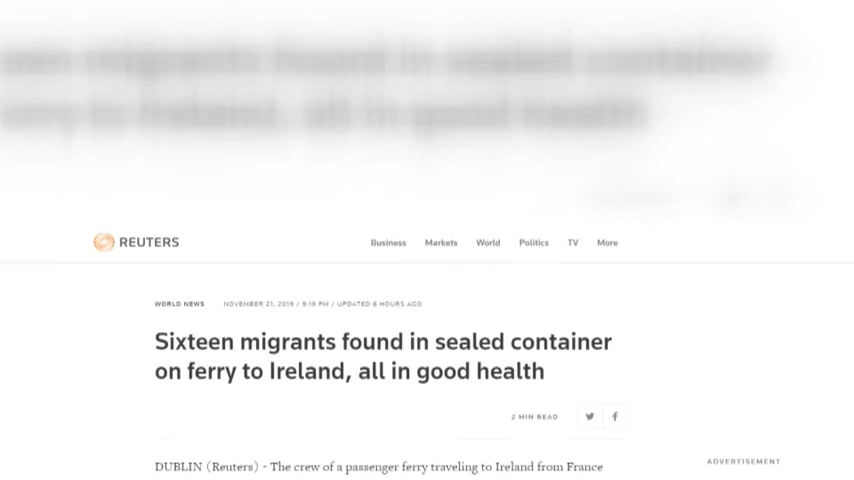 REUTERS
Business Markets World Politics TV More
WORLD NEWS NOVEMBER 21, 2019 / 9:19 PM / UPDATED 6 HOURS AGO
Sixteen migrants found in sealed container
on ferry to Ireland, all in good health
2 MIN READ
ADVERTISEMENT
DUBLIN (Reuters) - The crew of a passenger ferry traveling to Ireland from France